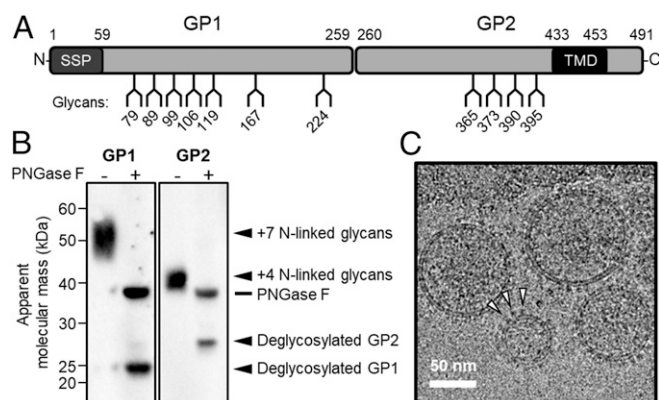 A
GP1 GP2
1 59 259 260 433 453 491
N- SSP TMD -C
Glycans: 79 89 99 106 119 167 224 365 373 390 395
B
GP1 GP2
PNGase F - + - +
Apparent
molecular mass (kDa)
60
50
40
30
25
20
+7 N-linked glycans
+4 N-linked glycans
PNGase F
Deglycosylated GP2
Deglycosylated GP1
C
50 nm